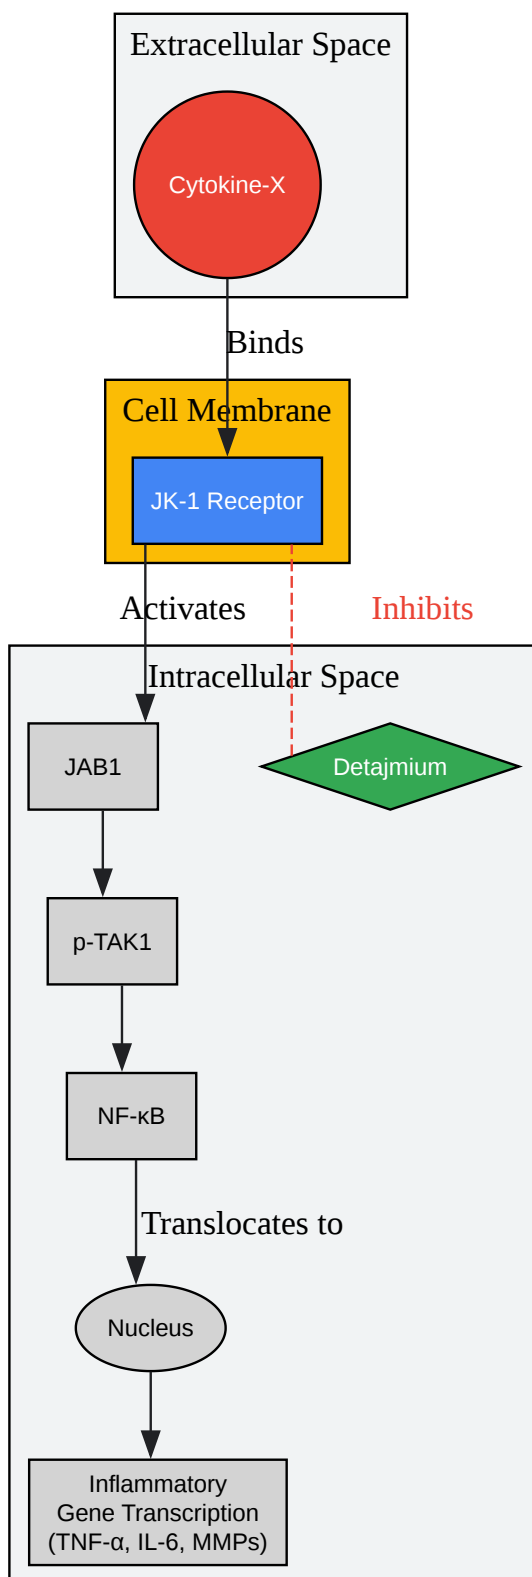 Extracellular Space
Cytokine-X
Binds
Cell Membrane
JK-1 Receptor
Activates
Inhibits
Intracellular Space
JAB1
Detajmium
p-TAK1
NF-κB
Translocates to
Nucleus
Inflammatory
Gene Transcription
(TNF-α, IL-6, MMPs)